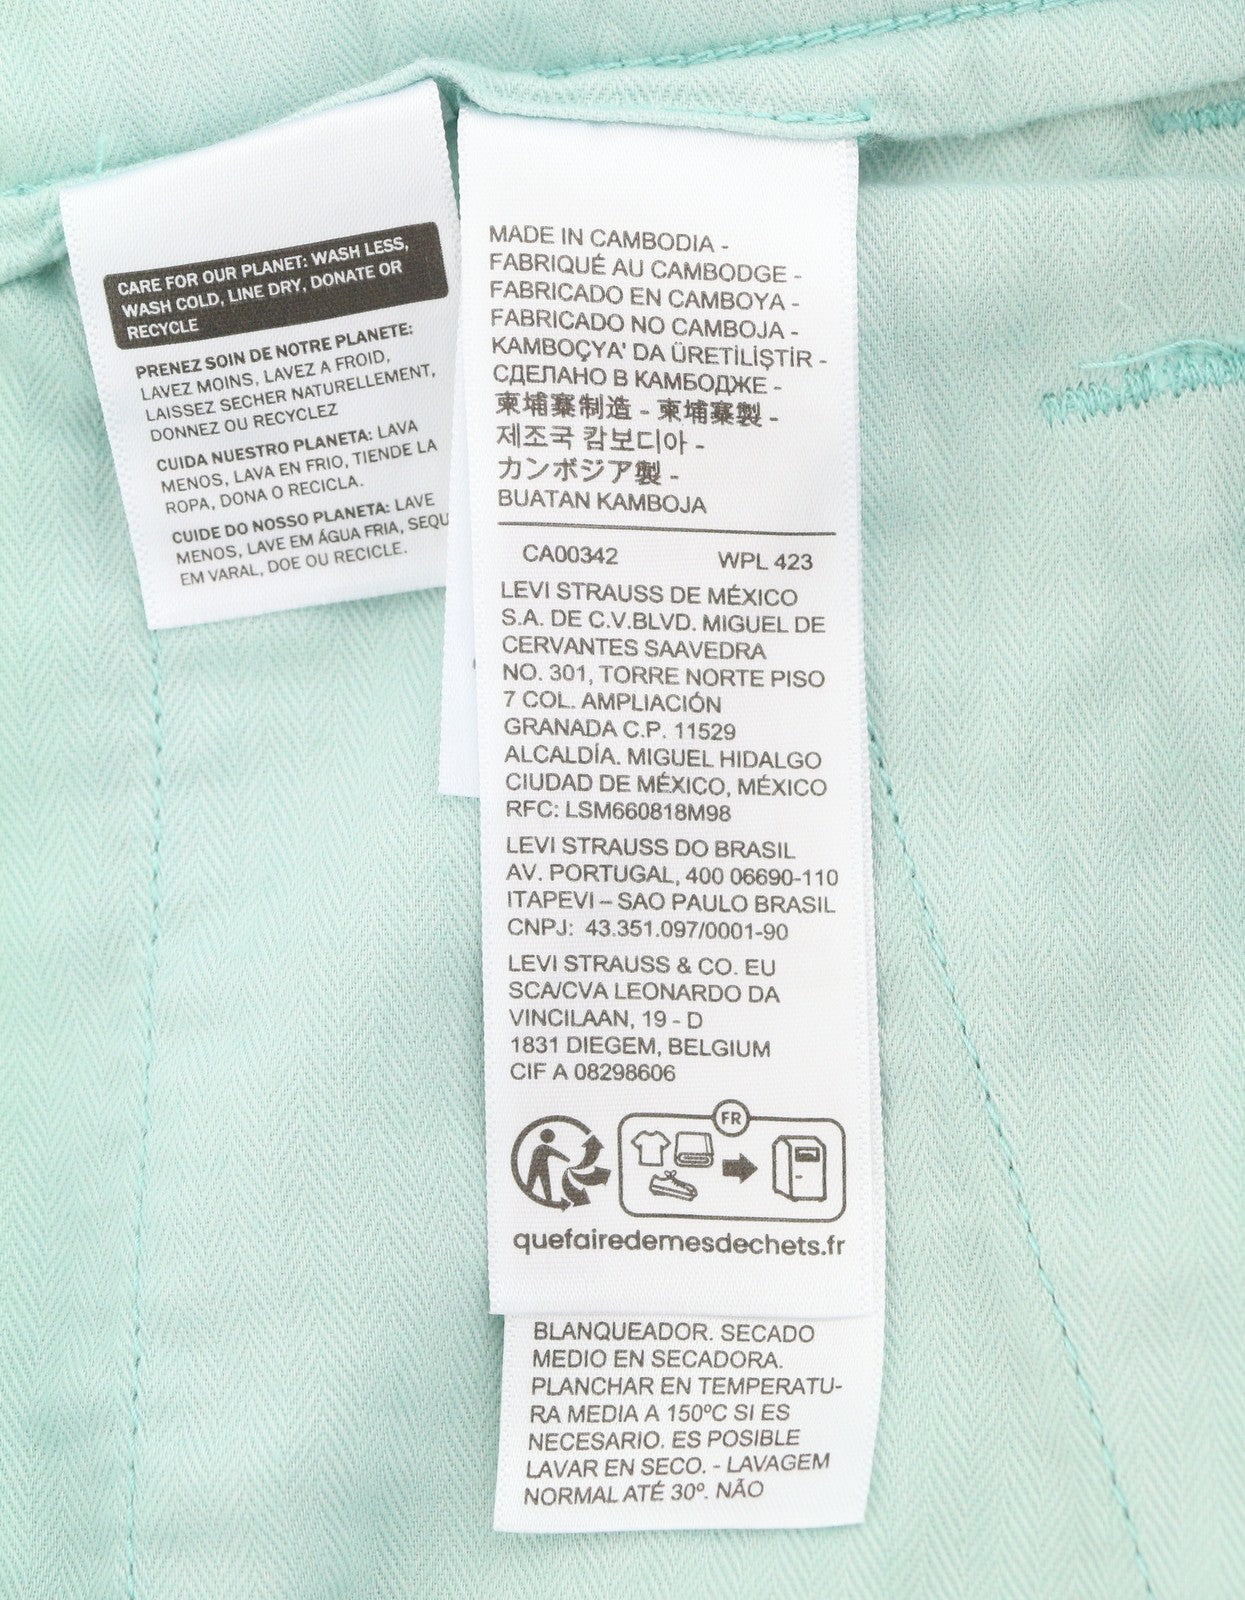 CARE FOR OUR PLANET: WASH LESS,
WASH COLD, LINE DRY, DONATE OR
RECYCLE
PRENEZ SOIN DE NOTRE PLANETE:
LAVEZ MOINS, LAVEZ A FROID,
LAISSEZ SECHER NATURELLEMENT,
DONNEZ OU RECYCLEZ
CUIDA NUESTRO PLANETA: LAVA
MENOS, LAVA EN FRIO, TIENDE LA
ROPA, DONA O RECICLA.
CUIDE DO NOSSO PLANETA: LAVE
MENOS, LAVE EM ÁGUA FRIA, SEQU
EM VARAL, DOE OU RECICLE.
MADE IN CAMBODIA -
FABRIQUÉ AU CAMBODGE -
FABRICADO EN CAMBOYA -
FABRICADO NO CAMBOJA -
KAMBOÇYA' DA ÜRETİLİŞTİR -
СДЕЛАНО В КАМБОДЖЕ -
柬埔寨制造 - 柬埔寨製 -
제조국 캄보디아 -
カンボジア製 -
BUATAN KAMBOJA
CA00342 WPL 423
LEVI STRAUSS DE MÉXICO
S.A. DE C.V.BLVD. MIGUEL DE
CERVANTES SAAVEDRA
NO. 301, TORRE NORTE PISO
7 COL. AMPLIACIÓN
GRANADA C.P. 11529
ALCALDÍA. MIGUEL HIDALGO
CIUDAD DE MÉXICO, MÉXICO
RFC: LSM660818M98
LEVI STRAUSS DO BRASIL
AV. PORTUGAL, 400 06690-110
ITAPEVI – SAO PAULO BRASIL
CNPJ: 43.351.097/0001-90
LEVI STRAUSS & CO. EU
SCA/CVA LEONARDO DA
VINCILAAN, 19 - D
1831 DIEGEM, BELGIUM
CIF A 08298606
FR
quefairedemesdechets.fr
BLANQUEADOR. SECADO
MEDIO EN SECADORA.
PLANCHAR EN TEMPERATU-
RA MEDIA A 150ºC SI ES
NECESARIO. ES POSIBLE
LAVAR EN SECO. - LAVAGEM
NORMAL ATÉ 30º. NÃO